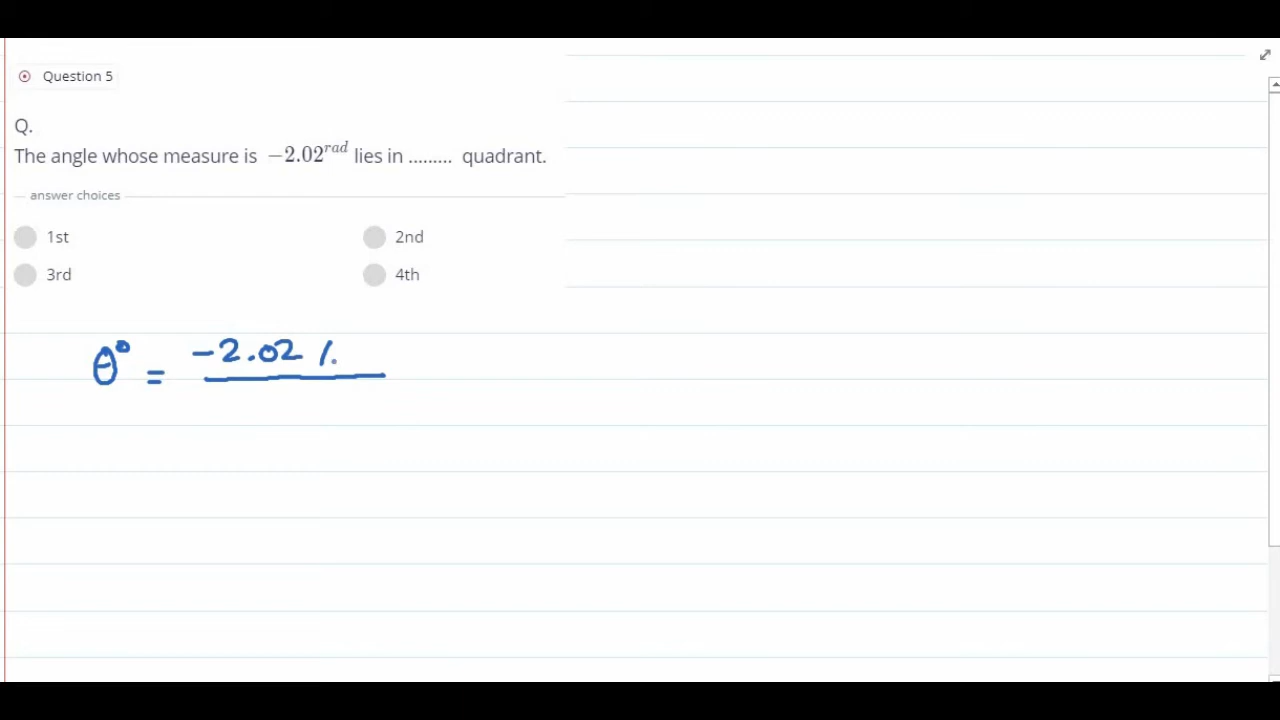 Question 5
Q.
The angle whose measure is −2.02^rad lies in ......... quadrant.
answer choices
1st
2nd
3rd
4th
θ° = −2.02